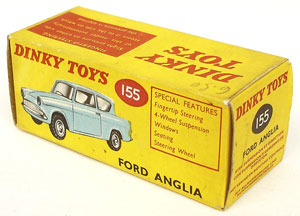 DINKY
TOYS
DINKY TOYS
155
SPECIAL FEATURES
Fingertip Steering
4-Wheel Suspension
Windows
Seating
Steering Wheel
FORD ANGLIA
155
FORD ANGLIA